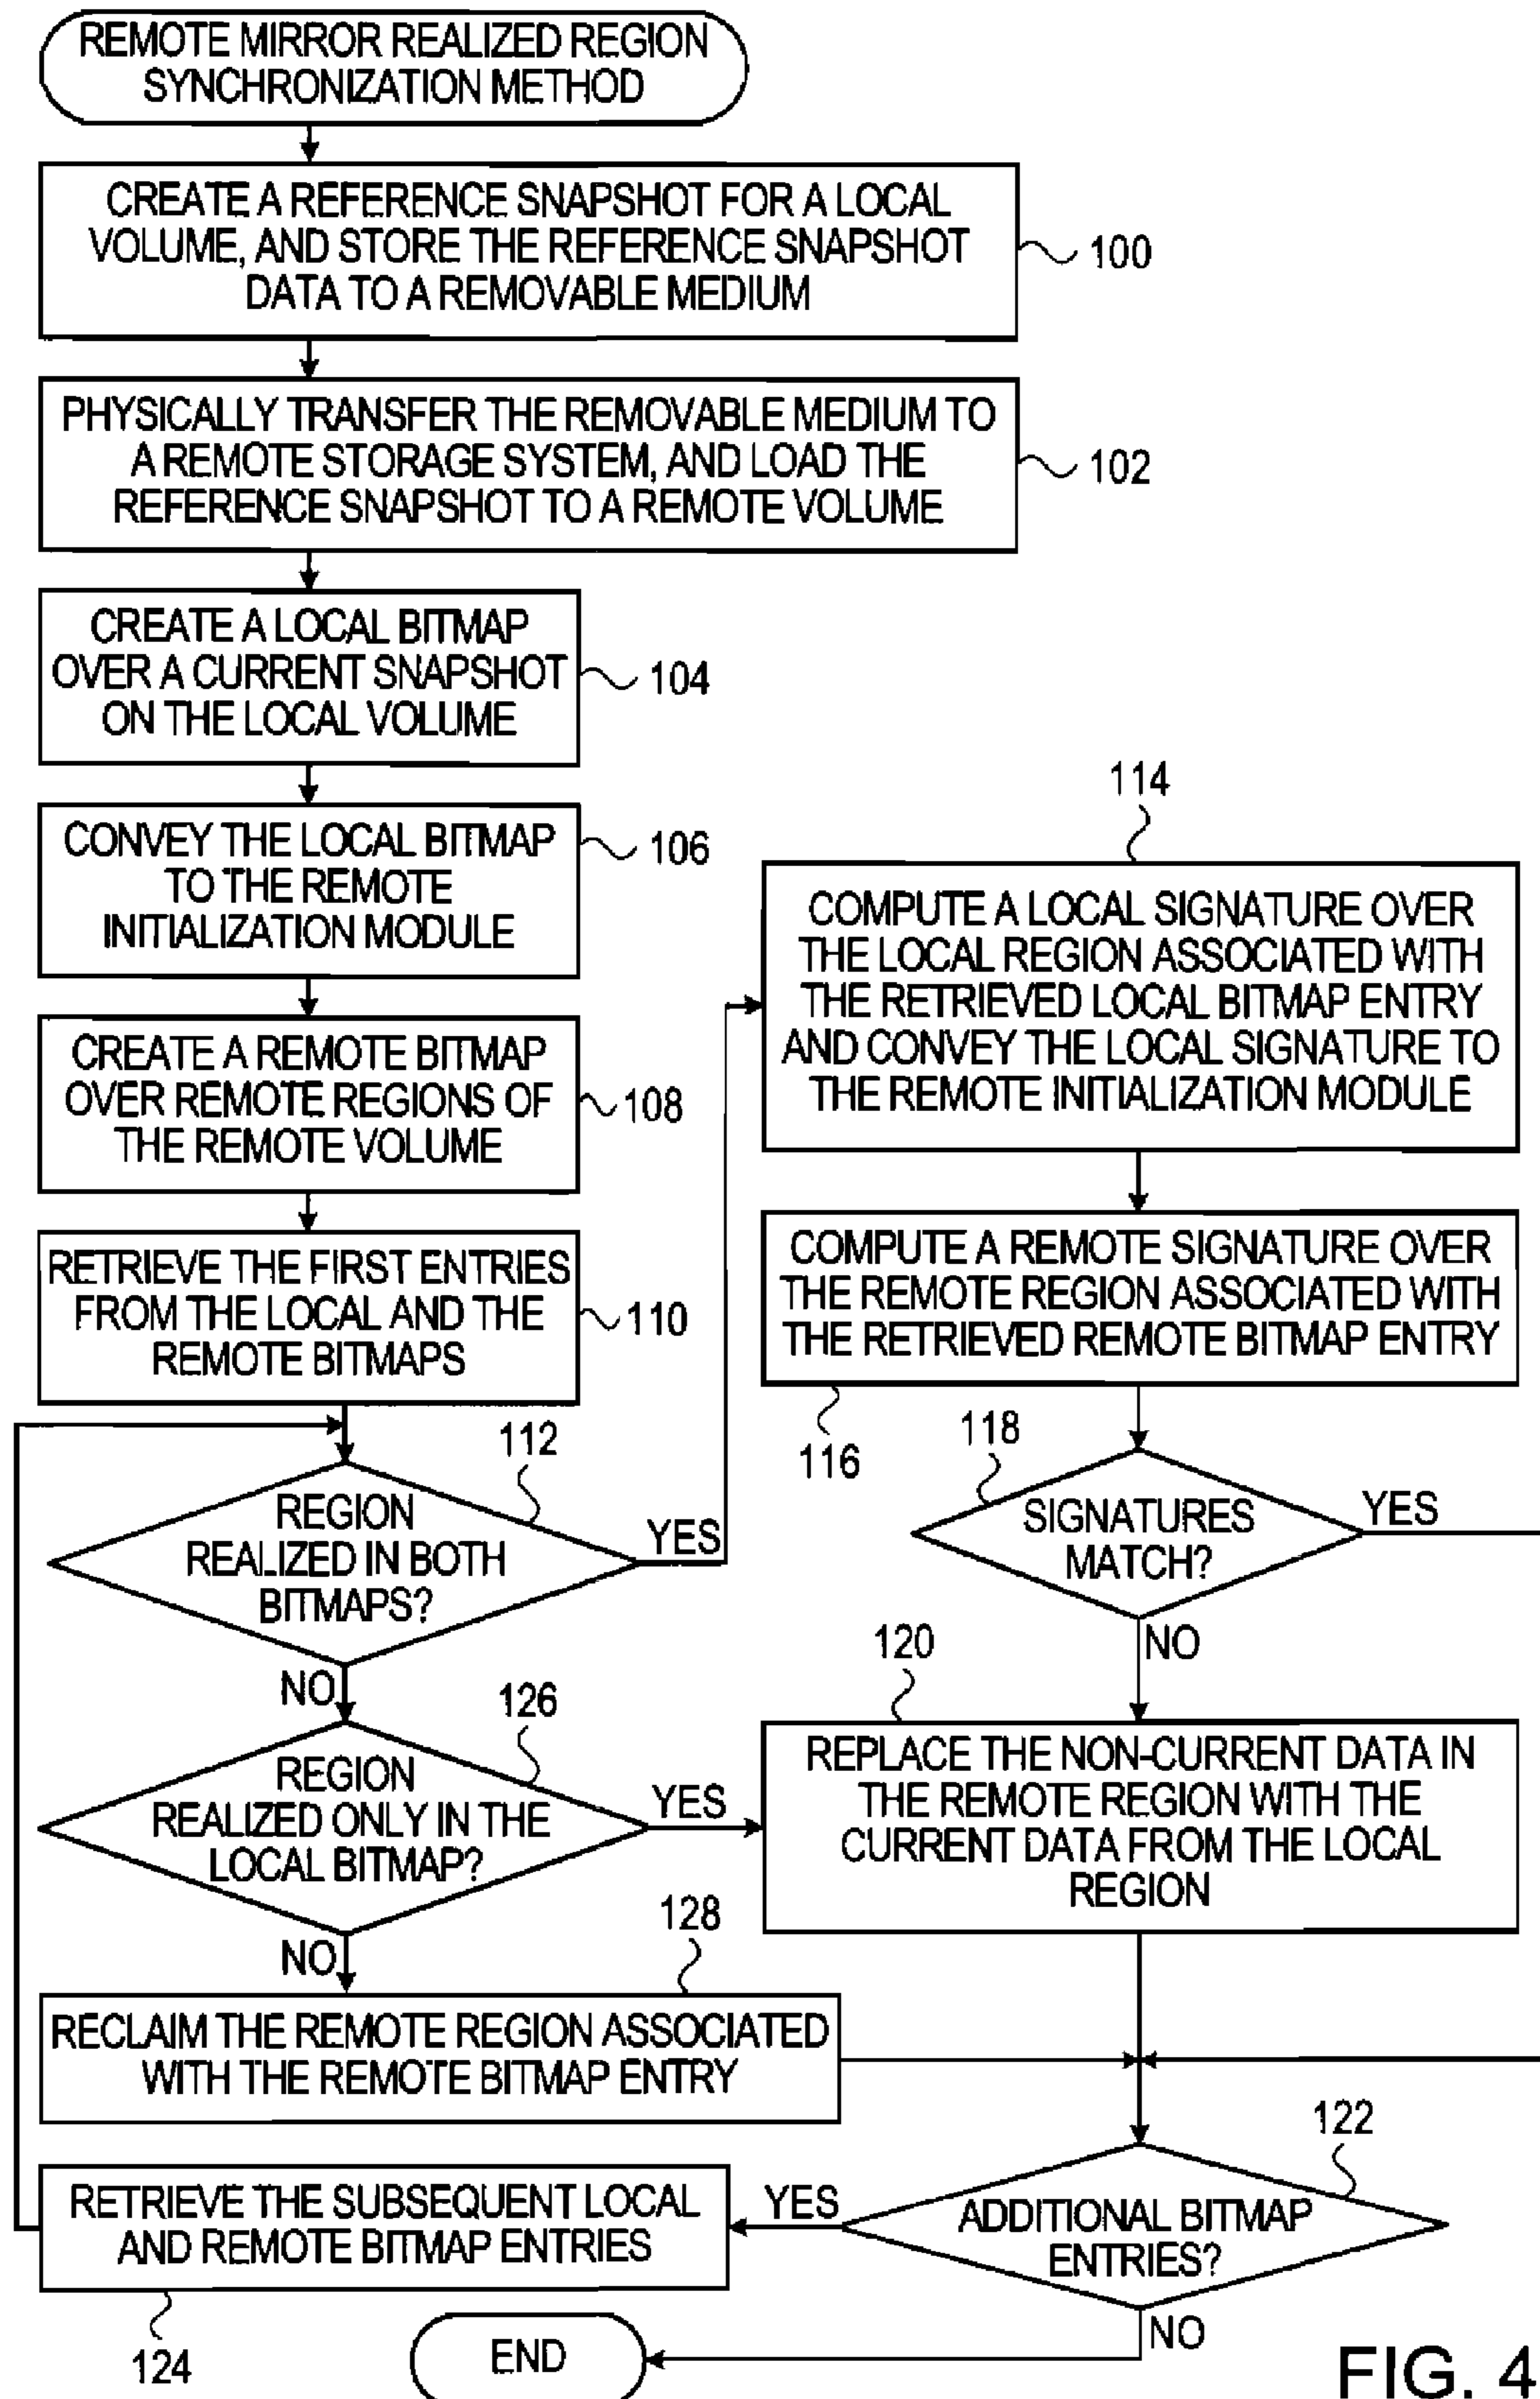 REMOTE MIRROR REALIZED REGION
SYNCHRONIZATION METHOD
CREATE A REFERENCE SNAPSHOT FOR A LOCAL
VOLUME, AND STORE THE REFERENCE SNAPSHOT
DATA TO A REMOVABLE MEDIUM
100
PHYSICALLY TRANSFER THE REMOVABLE MEDIUM TO
A REMOTE STORAGE SYSTEM, AND LOAD THE
REFERENCE SNAPSHOT TO A REMOTE VOLUME
102
CREATE A LOCAL BITMAP
OVER A CURRENT SNAPSHOT
ON THE LOCAL VOLUME
104
CONVEY THE LOCAL BITMAP
TO THE REMOTE
INITIALIZATION MODULE
106
CREATE A REMOTE BITMAP
OVER REMOTE REGIONS OF
THE REMOTE VOLUME
108
RETRIEVE THE FIRST ENTRIES
FROM THE LOCAL AND THE
REMOTE BITMAPS
110
112
REGION
REALIZED IN BOTH
BITMAPS?
YES
NO
114
COMPUTE A LOCAL SIGNATURE OVER
THE LOCAL REGION ASSOCIATED WITH
THE RETRIEVED LOCAL BITMAP ENTRY
AND CONVEY THE LOCAL SIGNATURE TO
THE REMOTE INITIALIZATION MODULE
COMPUTE A REMOTE SIGNATURE OVER
THE REMOTE REGION ASSOCIATED WITH
THE RETRIEVED REMOTE BITMAP ENTRY
116
118
SIGNATURES
MATCH?
YES
NO
120
REPLACE THE NON-CURRENT DATA IN
THE REMOTE REGION WITH THE
CURRENT DATA FROM THE LOCAL
REGION
126
REGION
REALIZED ONLY IN THE
LOCAL BITMAP?
YES
NO
128
RECLAIM THE REMOTE REGION ASSOCIATED
WITH THE REMOTE BITMAP ENTRY
122
ADDITIONAL BITMAP
ENTRIES?
YES
NO
RETRIEVE THE SUBSEQUENT LOCAL
AND REMOTE BITMAP ENTRIES
124
END
FIG. 4